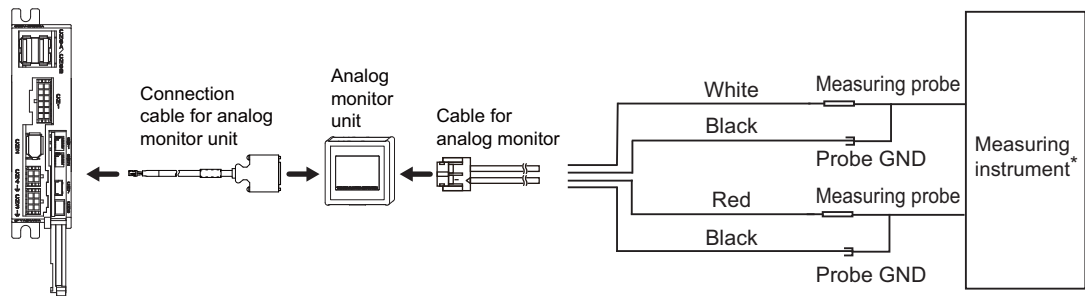 Connection
cable for analog
monitor unit
Analog
monitor
unit
Cable for
analog monitor
White
Measuring probe
Black
Probe GND
Red
Measuring probe
Black
Probe GND
Measuring
instrument*